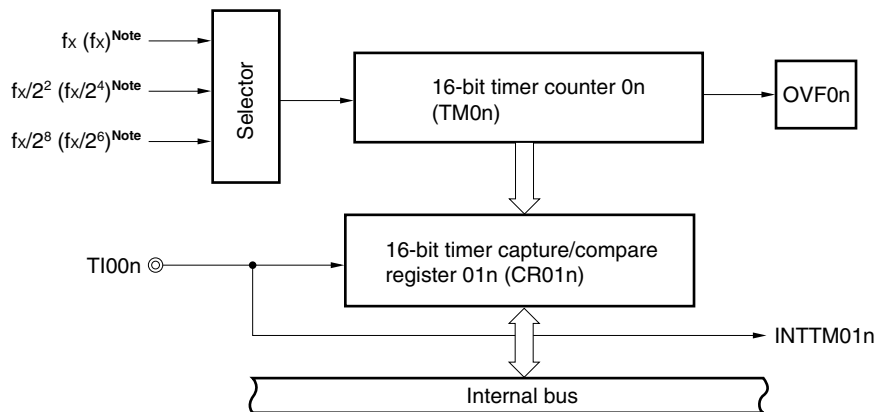 fx (fx)Note
fx/2² (fx/2⁴)Note
fx/2⁸ (fx/2⁶)Note
Selector
16-bit timer counter 0n
(TM0n)
OVF0n
16-bit timer capture/compare
register 01n (CR01n)
TI00n
INTTM01n
Internal bus